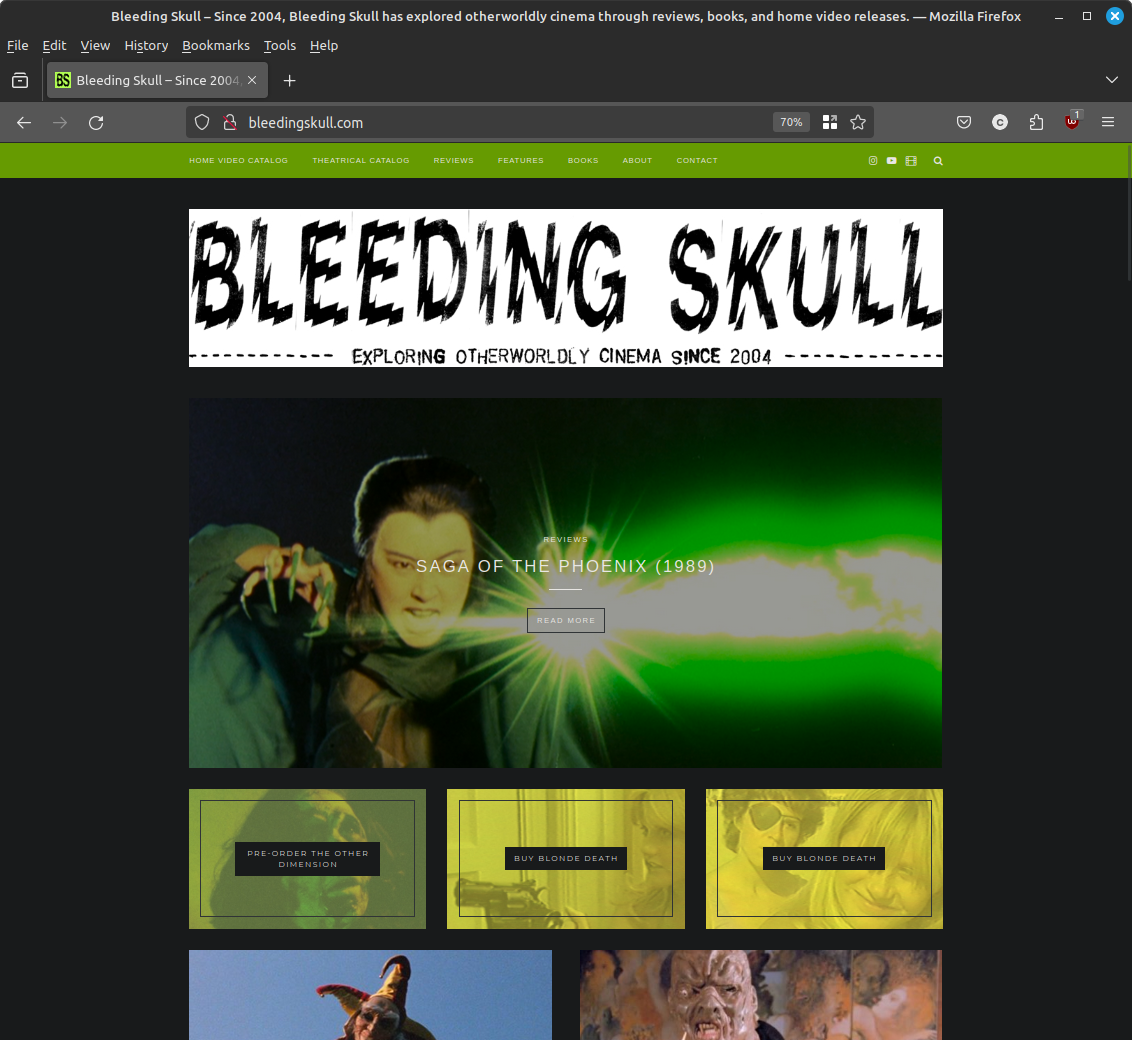 Bleeding Skull – Since 2004, Bleeding Skull has explored otherworldly cinema through reviews, books, and home video releases. — Mozilla Firefox
File Edit View History Bookmarks Tools Help
BS Bleeding Skull – Since 2004,
bleedingskull.com 70% C 1
HOME VIDEO CATALOG THEATRICAL CATALOG REVIEWS FEATURES BOOKS ABOUT CONTACT
BLEEDING SKULL
EXPLORING OTHERWORLDLY CINEMA SINCE 2004
REVIEWS
SAGA OF THE PHOENIX (1989)
READ MORE
PRE-ORDER THE OTHER
DIMENSION
BUY BLONDE DEATH
BUY BLONDE DEATH